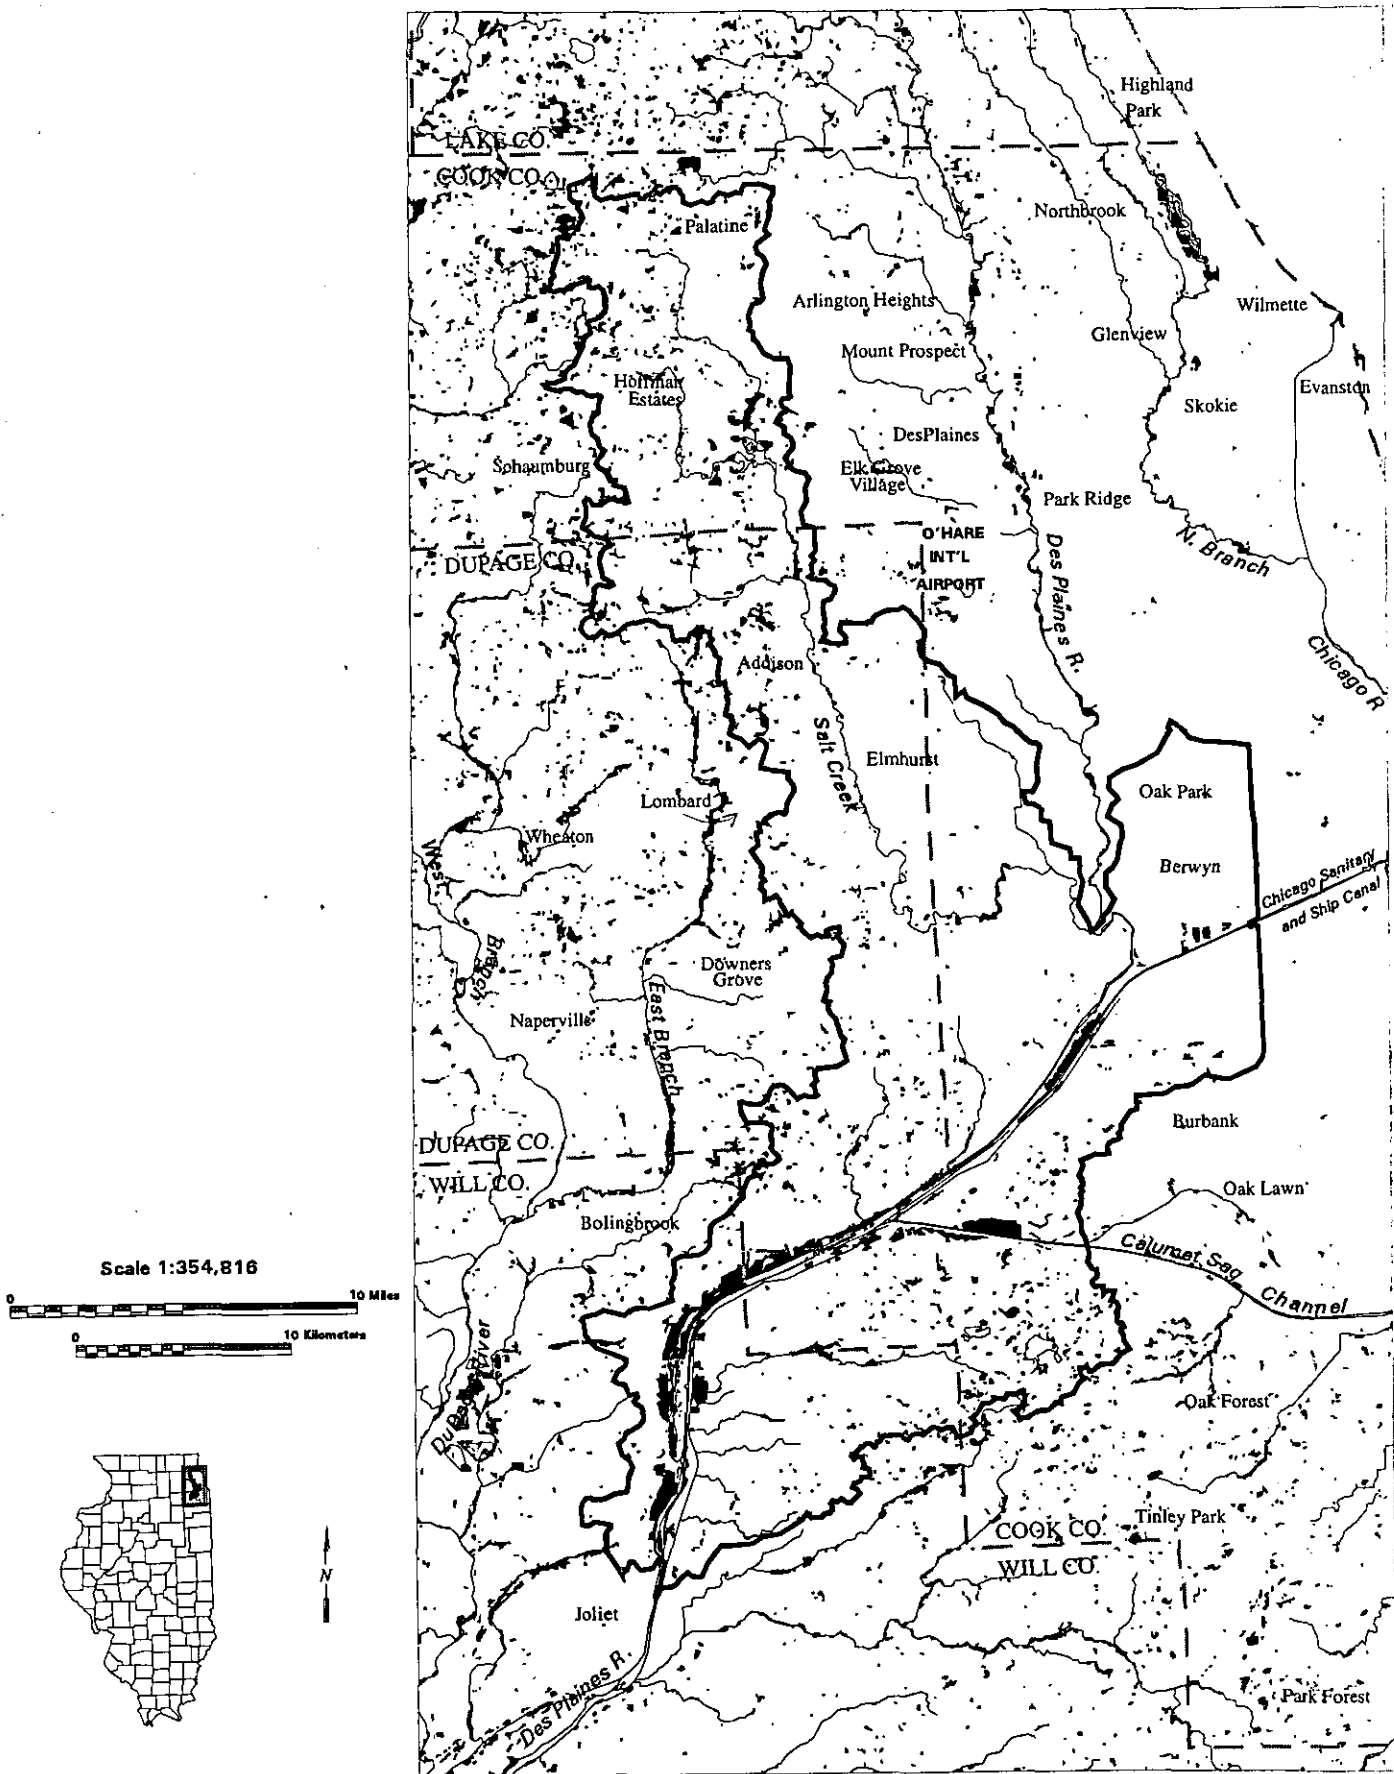 Highland
Park
LAKE CO.
COOK CO.
Northbrook
Palatine
Arlington Heights
Wilmette
Glenview
Mount Prospect
Hoffman
Estates
Evanston
Skokie
DesPlaines
Schaumburg
Elk Grove
Village
Park Ridge
O'HARE
INT'L
AIRPORT
Des Plaines R.
N. Branch
DUPAGE CO.
Chicago R
Addison
Salt Creek
Elmhurst
Oak Park
Lombard
Wheaton
West
Branch
Berwyn
Chicago Sanitary
and Ship Canal
Downers
Grove
East Branch
Naperville
Burbank
DUPAGE CO.
WILL CO.
Oak Lawn
Bolingbrook
Calumet Sag
Channel
Scale 1:354,816
0 10 Miles
0 10 Kilometers
DuPage River
Oak Forest
N
COOK CO.
Tinley Park
WILL CO.
Joliet
Des Plaines R.
Park Forest